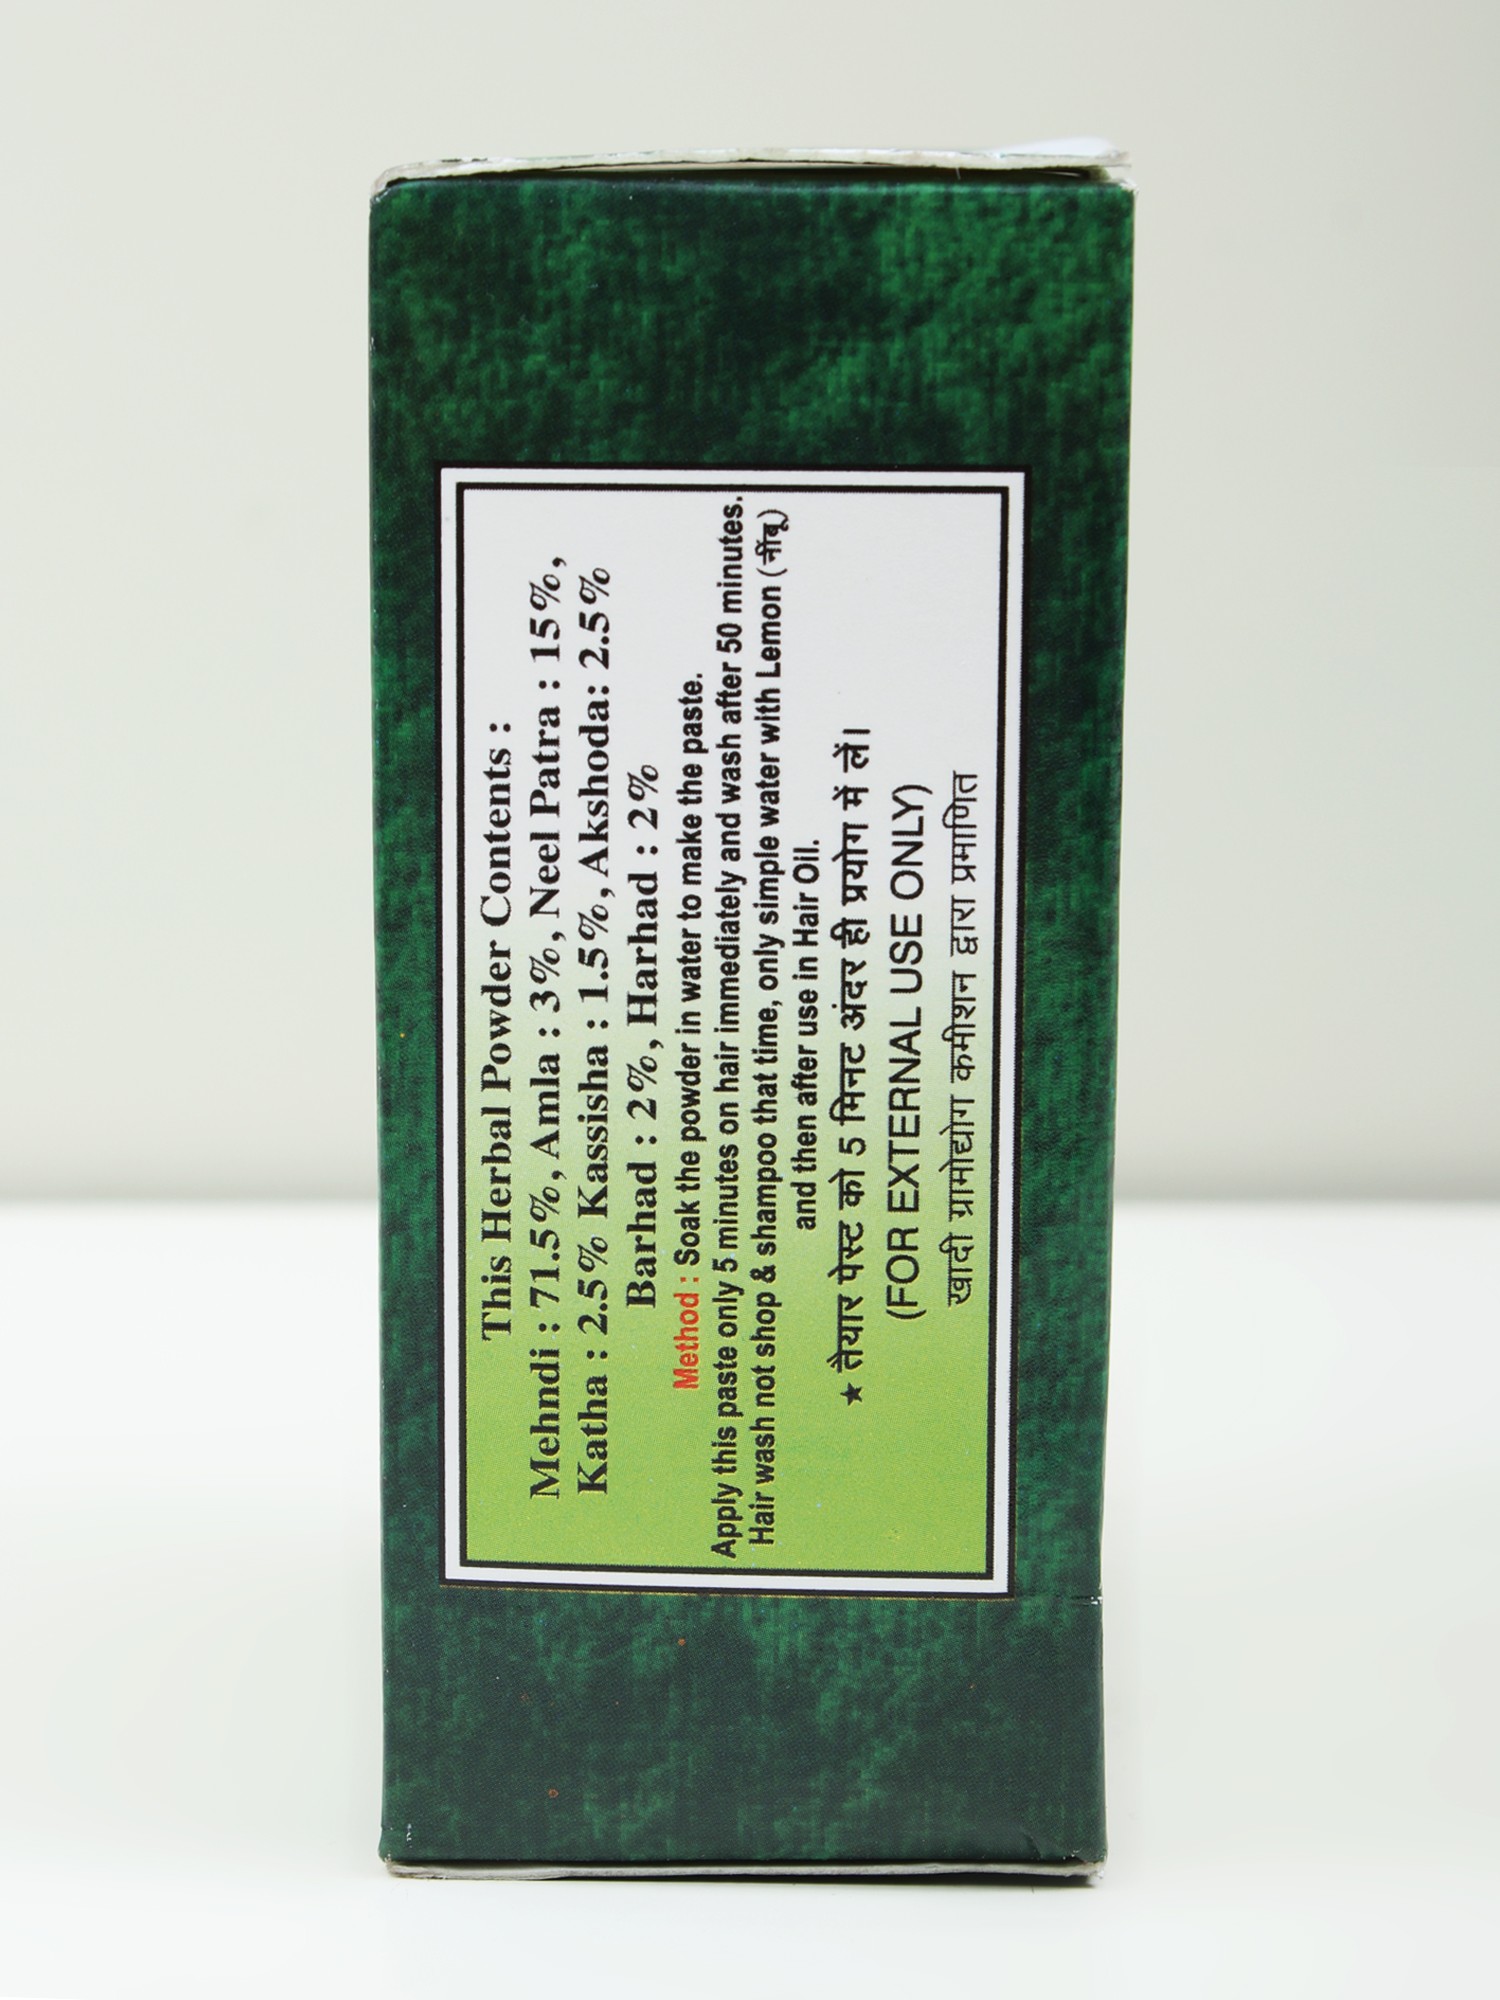 This Herbal Powder Contents :
Mehndi : 71.5%, Amla : 3%, Neel Patra : 15%,
Katha : 2.5% Kassisha : 1.5%, Akshoda: 2.5%
Barhad : 2%, Harhad : 2%
Method : Soak the powder in water to make the paste.
Apply this paste only 5 minutes on hair immediately and wash after 50 minutes.
Hair wash not shop & shampoo that time, only simple water with Lemon (नींबू)
and then after use in Hair Oil.
★ तैयार पेस्ट को 5 मिनट अंदर ही प्रयोग में लें।
(FOR EXTERNAL USE ONLY)
खादी ग्रामोद्योग कमीशन द्वारा प्रमाणित